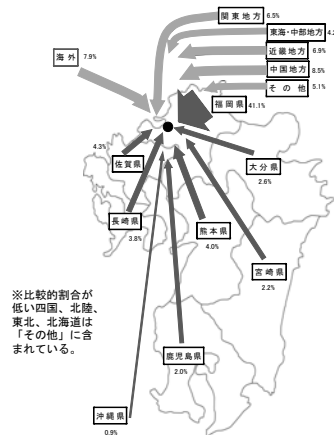 関東地方 6.5%
東海・中部地方 4.2
海外 7.9%
近畿地方 6.9%
中国地方 8.5%
その他 5.1%
福岡県 41.1%
4.3%
佐賀県
大分県
2.6%
長崎県
3.8%
熊本県
4.0%
宮崎県
2.2%
※比較的割合が
低い四国、北陸、
東北、北海道は
「その他」に含
まれている。
鹿児島県
2.0%
沖縄県
0.9%